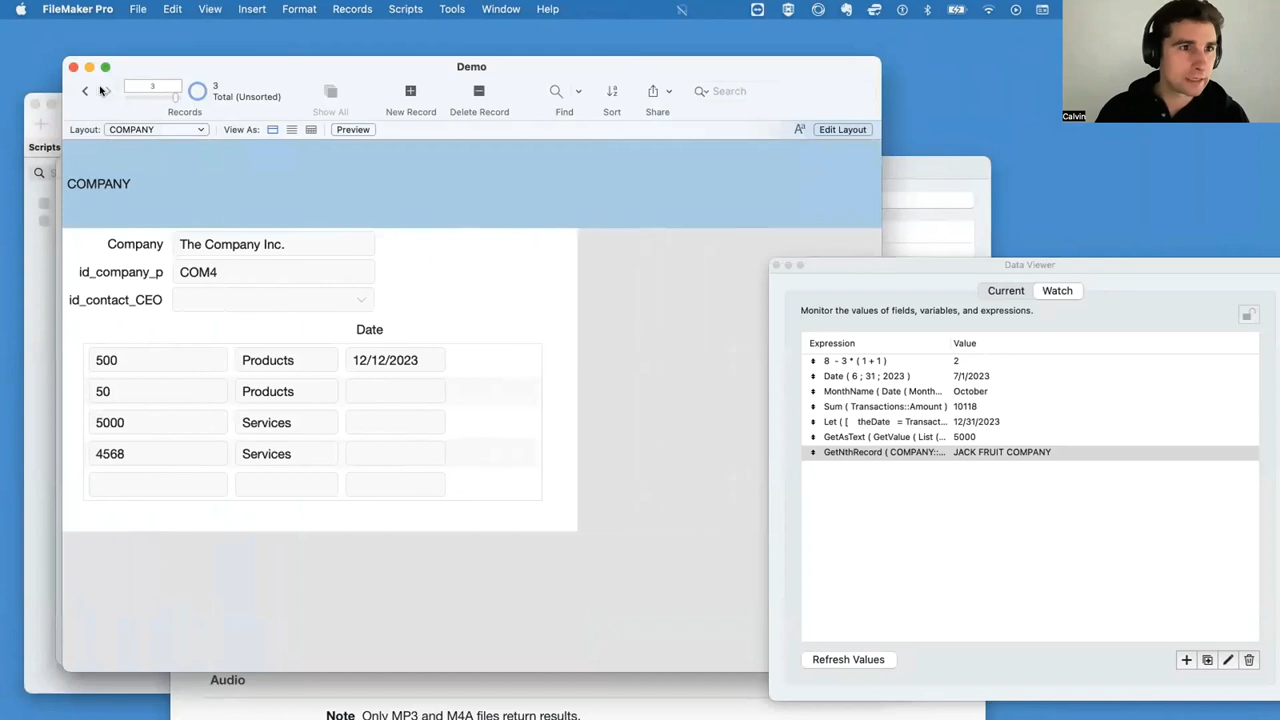 FileMaker Pro File Edit View Insert Format Records Scripts Tools Window Help
Demo
3
3
Total (Unsorted)
Records
Show All
New Record
Delete Record
Find
Sort
Share
Search
Layout: COMPANY View As: Preview
Edit Layout
Scripts
COMPANY
Company The Company Inc.
id_company_p COM4
id_contact_CEO
Date
500 Products 12/12/2023
50 Products
5000 Services
4568 Services
Calvin
Data Viewer
Current Watch
Monitor the values of fields, variables, and expressions.
Expression Value
8 - 3 * ( 1 + 1 ) 2
Date ( 6 ; 31 ; 2023 ) 7/1/2023
MonthName ( Date ( Month... October
Sum ( Transactions::Amount ) 10118
Let ( [ theDate = Transact... 12/31/2023
GetAsText ( GetValue ( List (... 5000
GetNthRecord ( COMPANY::... JACK FRUIT COMPANY
Refresh Values
Audio
Note Only MP3 and M4A files return results.